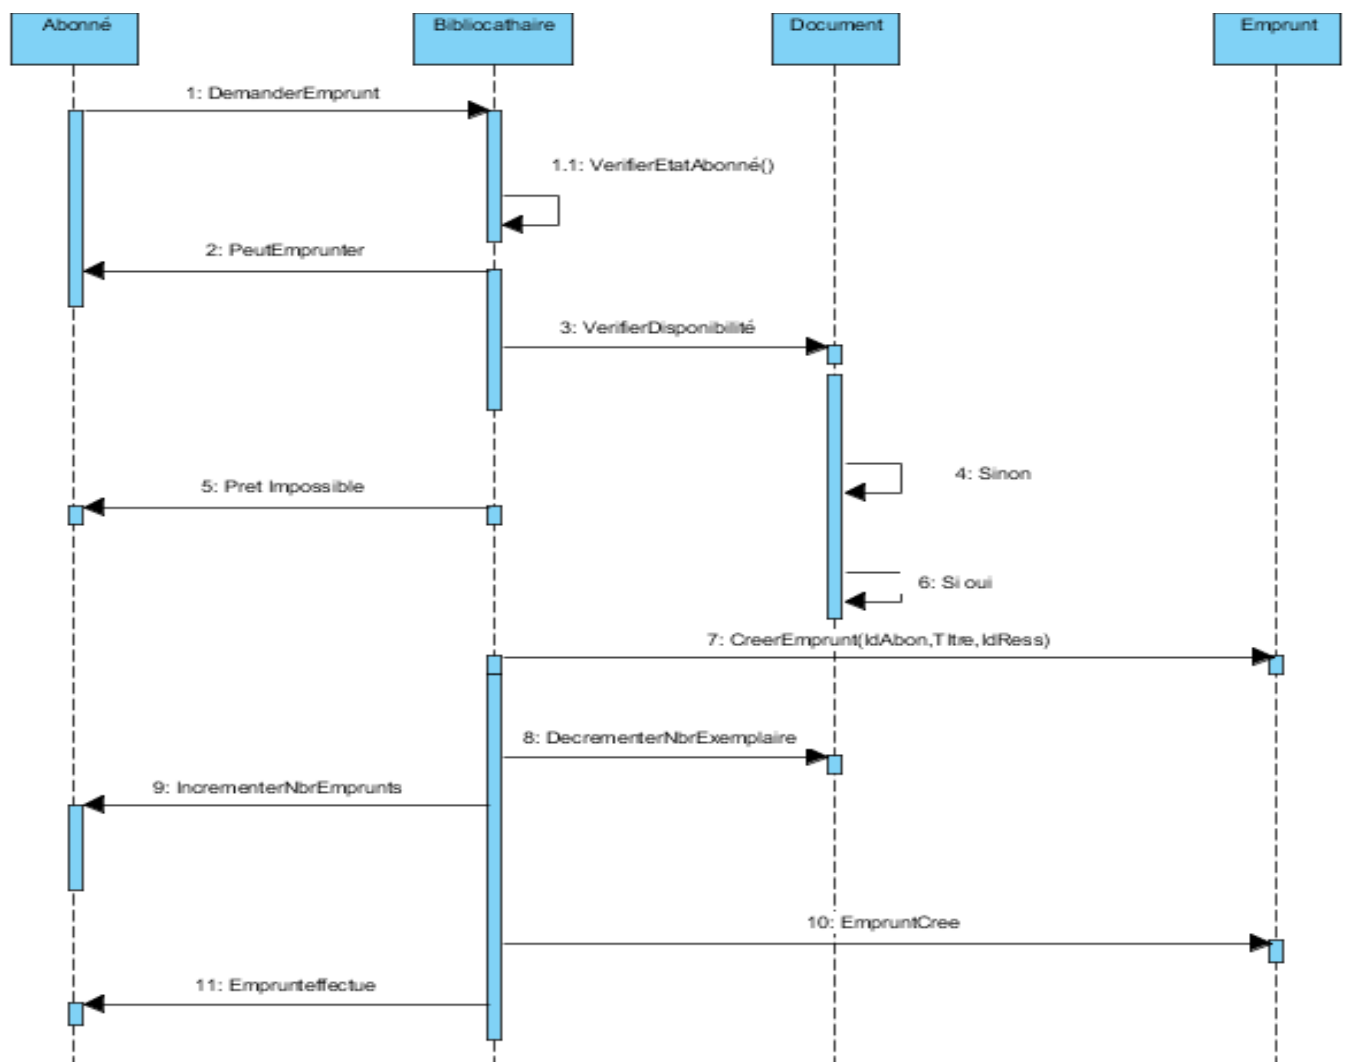 Abonné
Bibliocathaire
Document
Emprunt
1: DemanderEmprunt
1.1: VerifierEtatAbonné()
2: PeutEmprunter
3: VerifierDisponibilité
4: Sinon
5: Pret Impossible
6: Si oui
7: CreerEmprunt(IdAbon,TItre,IdRess)
8: DecrementerNbrExemplaire
9: IncrementerNbrEmprunts
10: EmpruntCree
11: Emprunteffectue